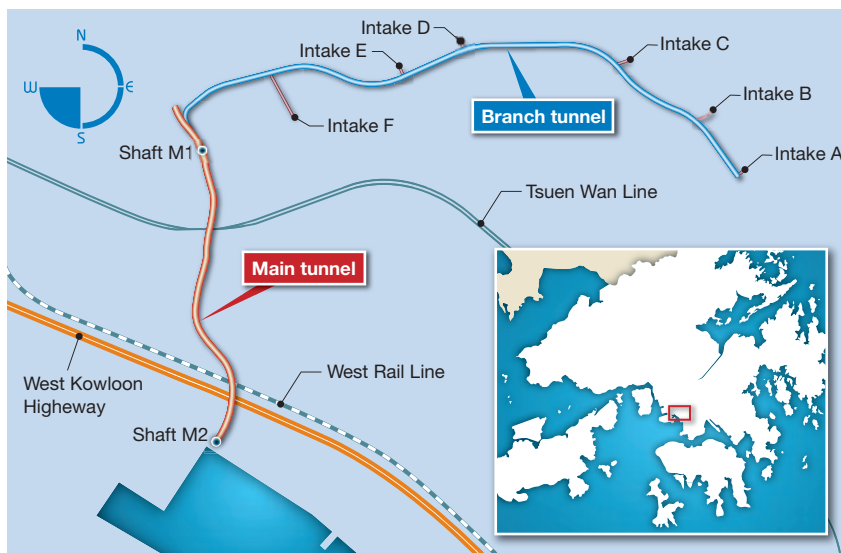 N
W
E
S
Intake D
Intake E
Intake C
Branch tunnel
Intake B
Intake F
Shaft M1
Intake A
Tsuen Wan Line
Main tunnel
West Kowloon
Higheway
West Rail Line
Shaft M2